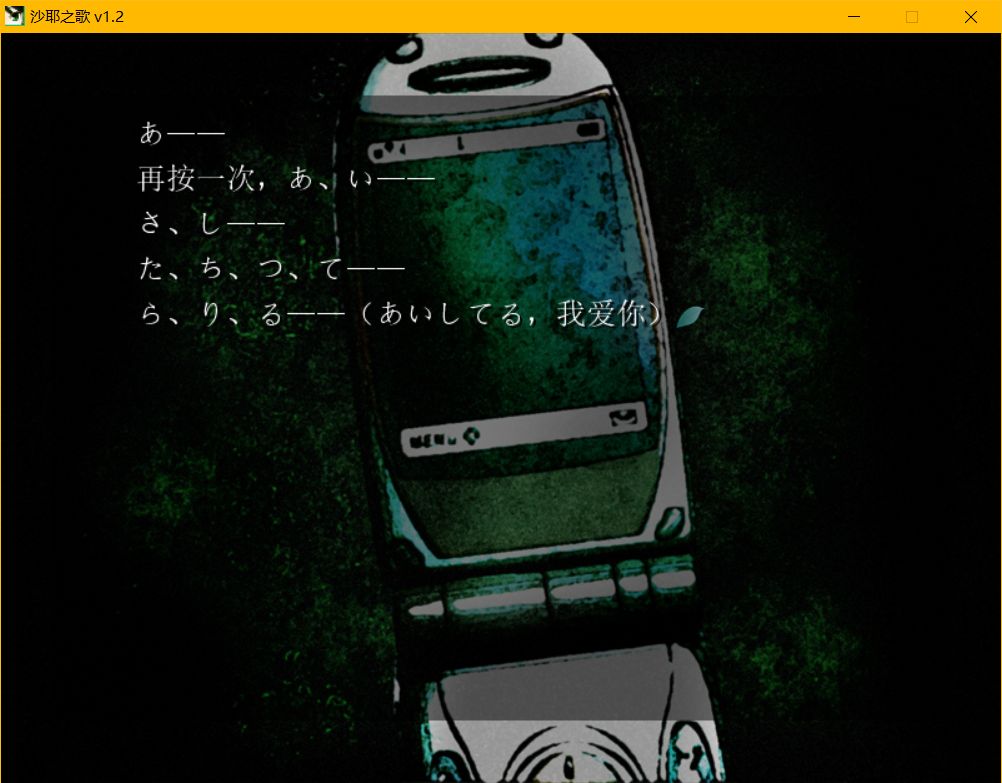 沙耶之歌 v1.2
あ——
再按一次，あ、い——
さ、し——
た、ち、つ、て——
ら、り、る——（あいしてる，我爱你）